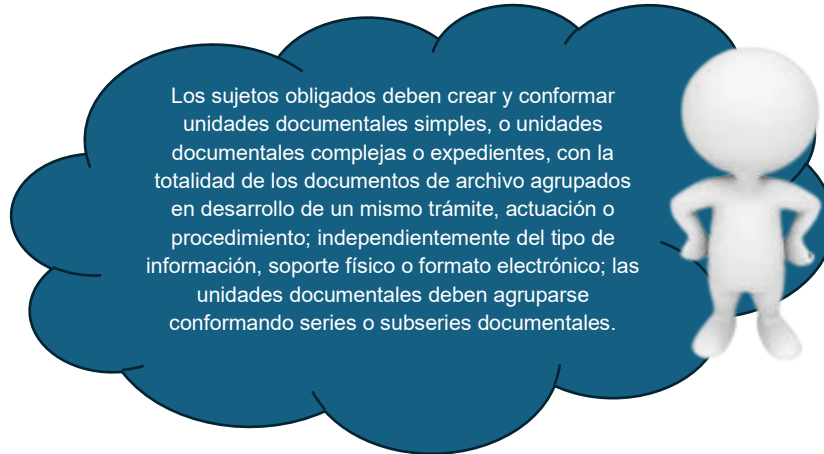 Los sujetos obligados deben crear y conformar
unidades documentales simples, o unidades
documentales complejas o expedientes, con la
totalidad de los documentos de archivo agrupados
en desarrollo de un mismo trámite, actuación o
procedimiento; independientemente del tipo de
información, soporte físico o formato electrónico; las
unidades documentales deben agruparse
conformando series o subseries documentales.